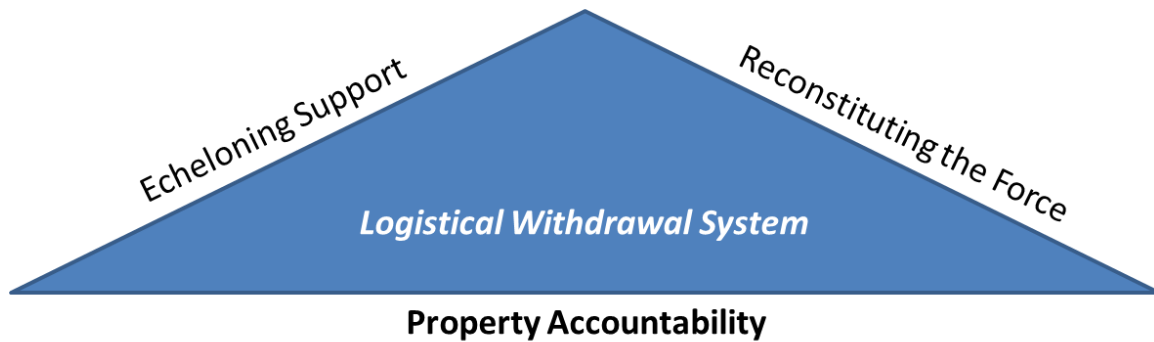 Echeloning Support
Reconstituting the Force
Logistical Withdrawal System
Property Accountability